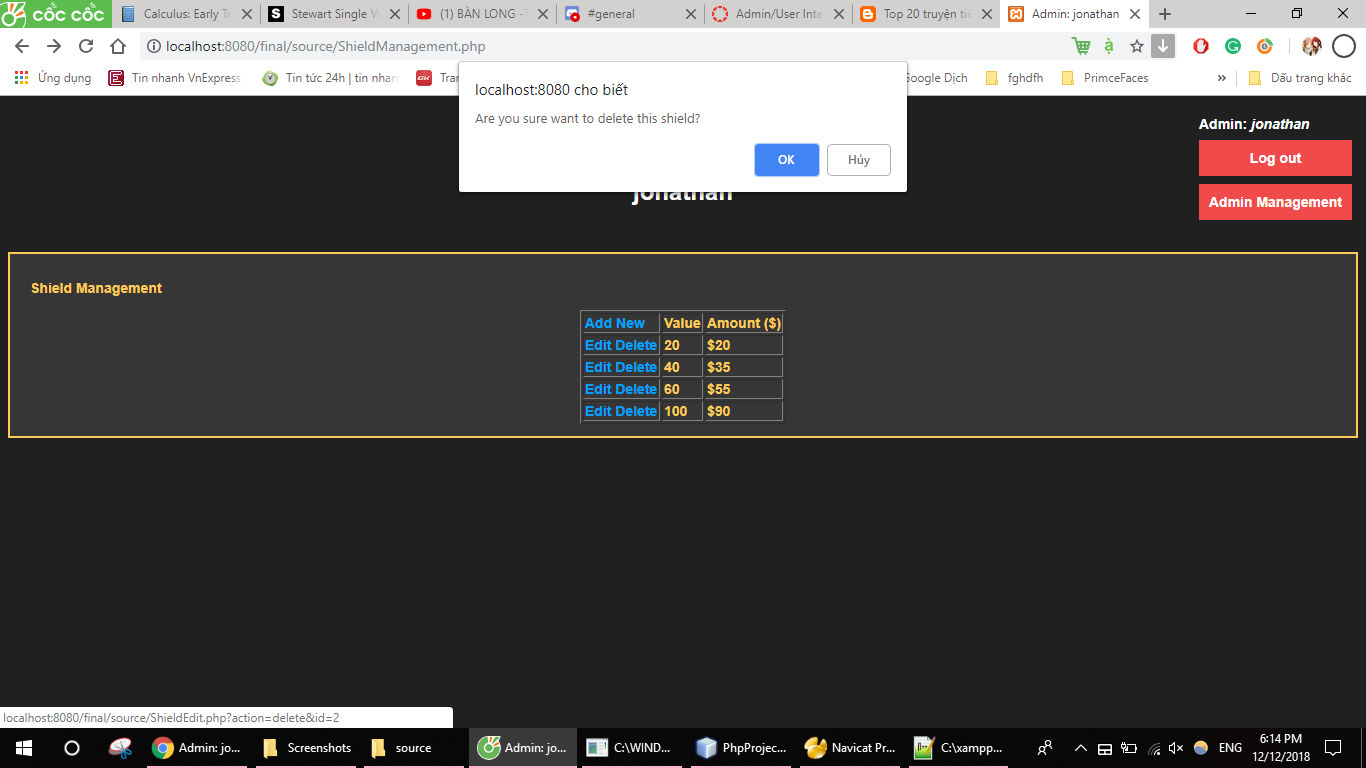 cốc cốc
Calculus: Early Tr
Stewart Single V
(1) BÀN LONG -
#general
Admin/User Inte
Top 20 truyện tiê
Admin: jonathan
localhost:8080/final/source/ShieldManagement.php
Ứng dụng
Tin nhanh VnExpress
Tin tức 24h | tin nhan
GK
Tran
Google Dịch
fghdfh
PrimceFaces
»
Dấu trang khác
localhost:8080 cho biết
Are you sure want to delete this shield?
OK
Hủy
Admin: jonathan
Log out
Admin Management
jonathan
Shield Management
Add New Value Amount ($)
Edit Delete 20 $20
Edit Delete 40 $35
Edit Delete 60 $55
Edit Delete 100 $90
localhost:8080/final/source/ShieldEdit.php?action=delete&id=2
Admin: jo...
Screenshots
source
Admin: jo...
C:\WIND...
PhpProjec...
Navicat Pr...
C:\xampp...
ENG
6:14 PM
12/12/2018